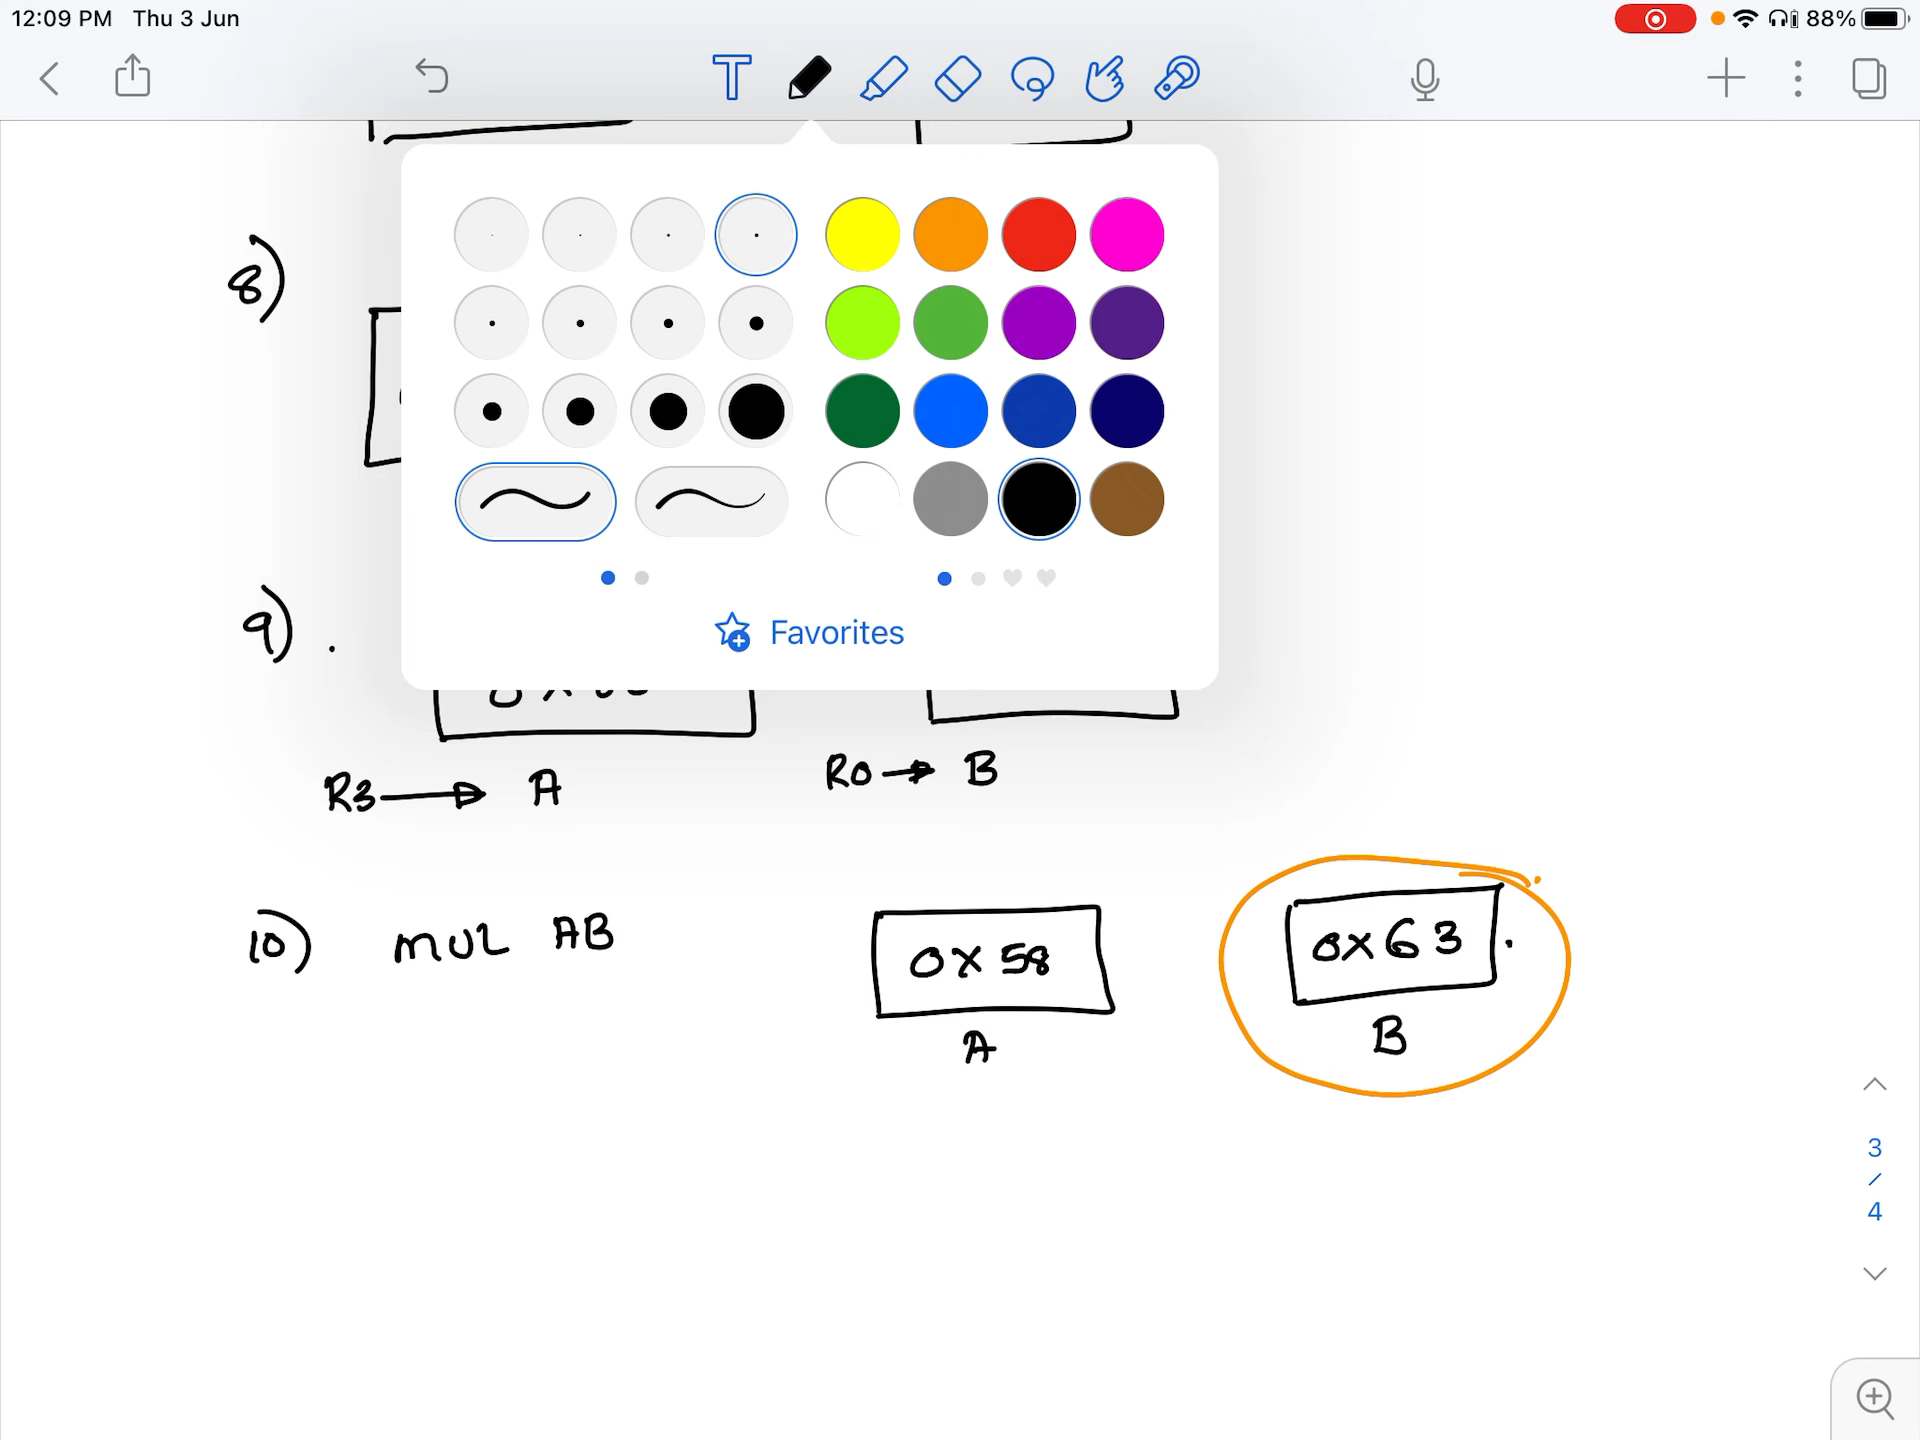 12:09 PM Thu 3 Jun 88%
T
8)
Favorites
9) .
R3 → A R0 → B
10) MUL AB 0x58 0x63 .
A B
3
/
4